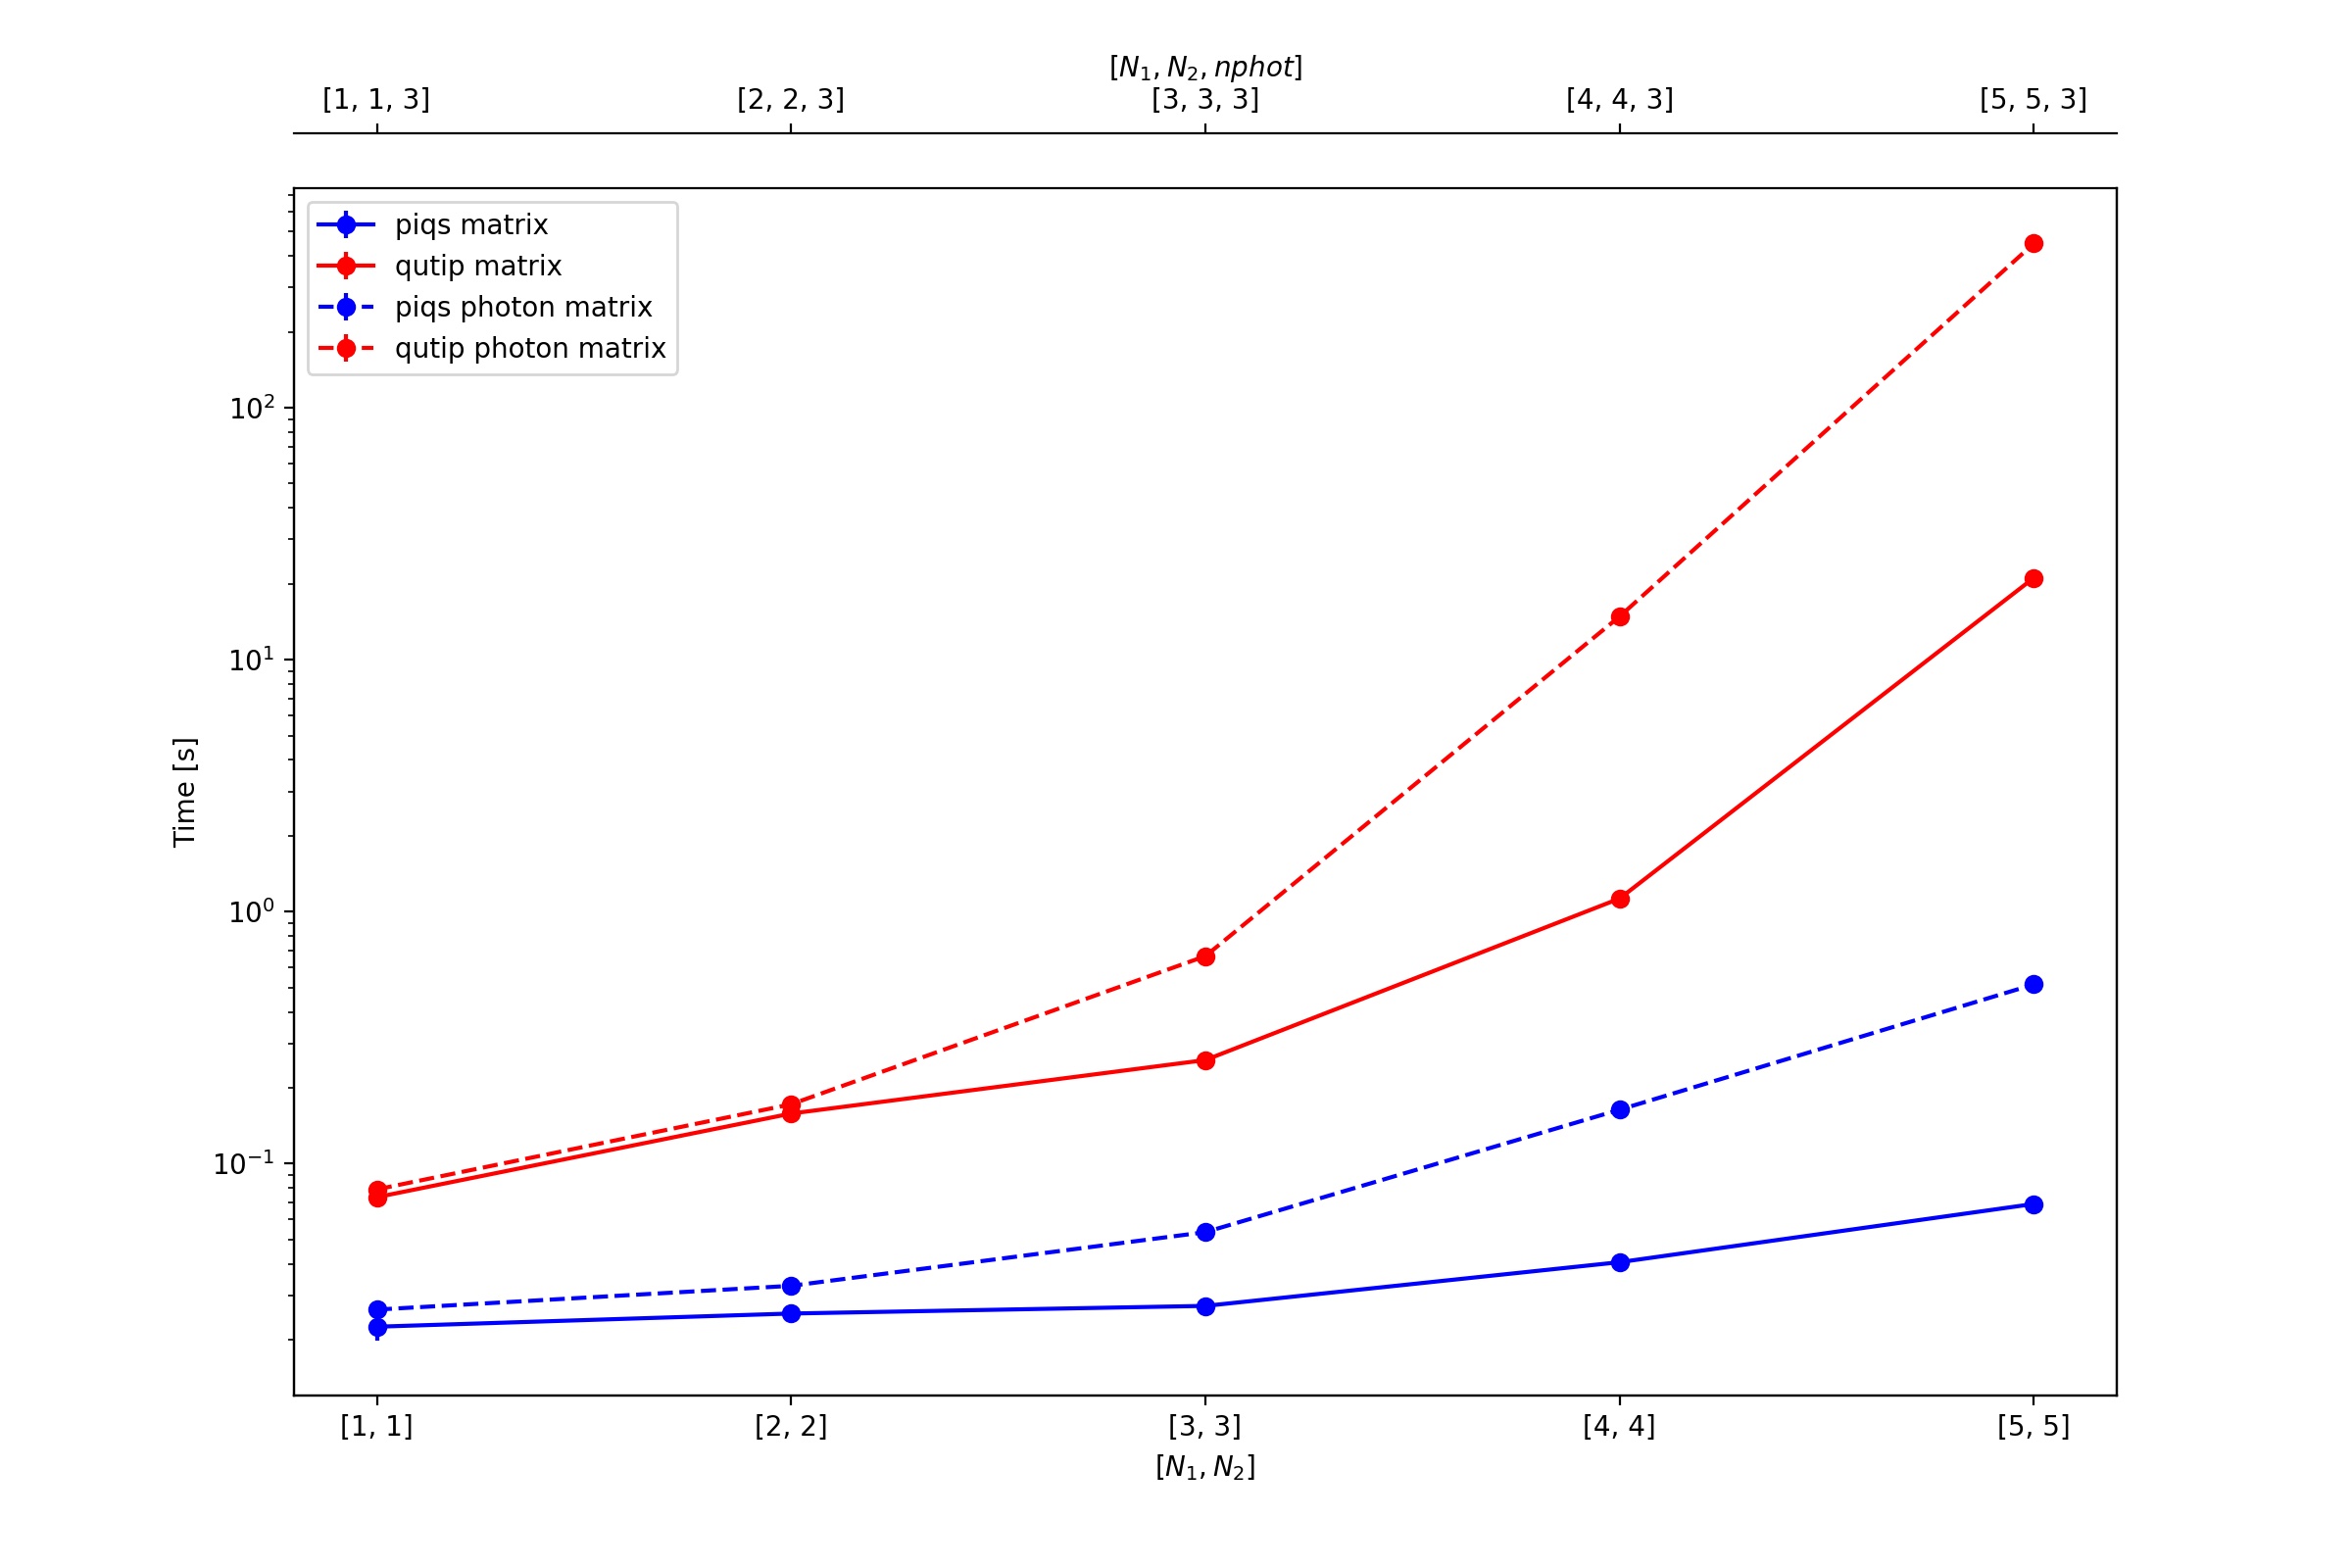 [N₁, N₂, nphot]
[1, 1, 3] [2, 2, 3] [3, 3, 3] [4, 4, 3] [5, 5, 3]
piqs matrix
qutip matrix
piqs photon matrix
qutip photon matrix
10²
10¹
10⁰
10⁻¹
Time [s]
[1, 1] [2, 2] [3, 3] [4, 4] [5, 5]
[N₁, N₂]